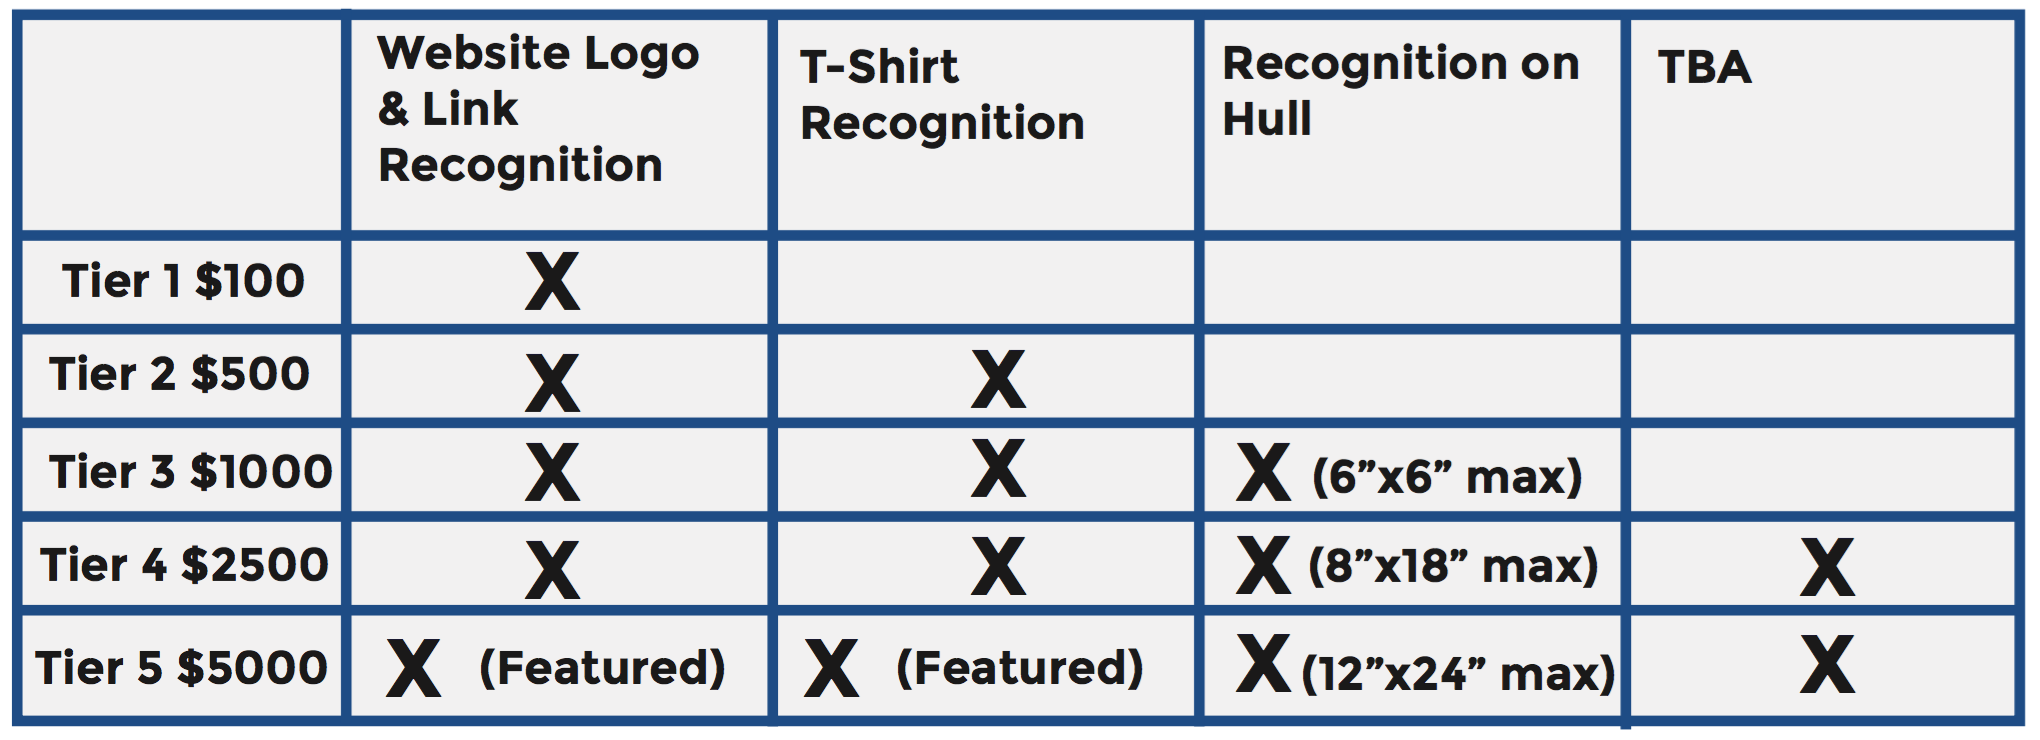 Website Logo
& Link
Recognition
T-Shirt
Recognition
Recognition on
Hull
TBA
Tier 1 $100 X
Tier 2 $500 X X
Tier 3 $1000 X X X (6”x6” max)
Tier 4 $2500 X X X (8”x18” max) X
Tier 5 $5000 X (Featured) X (Featured) X (12”x24” max) X